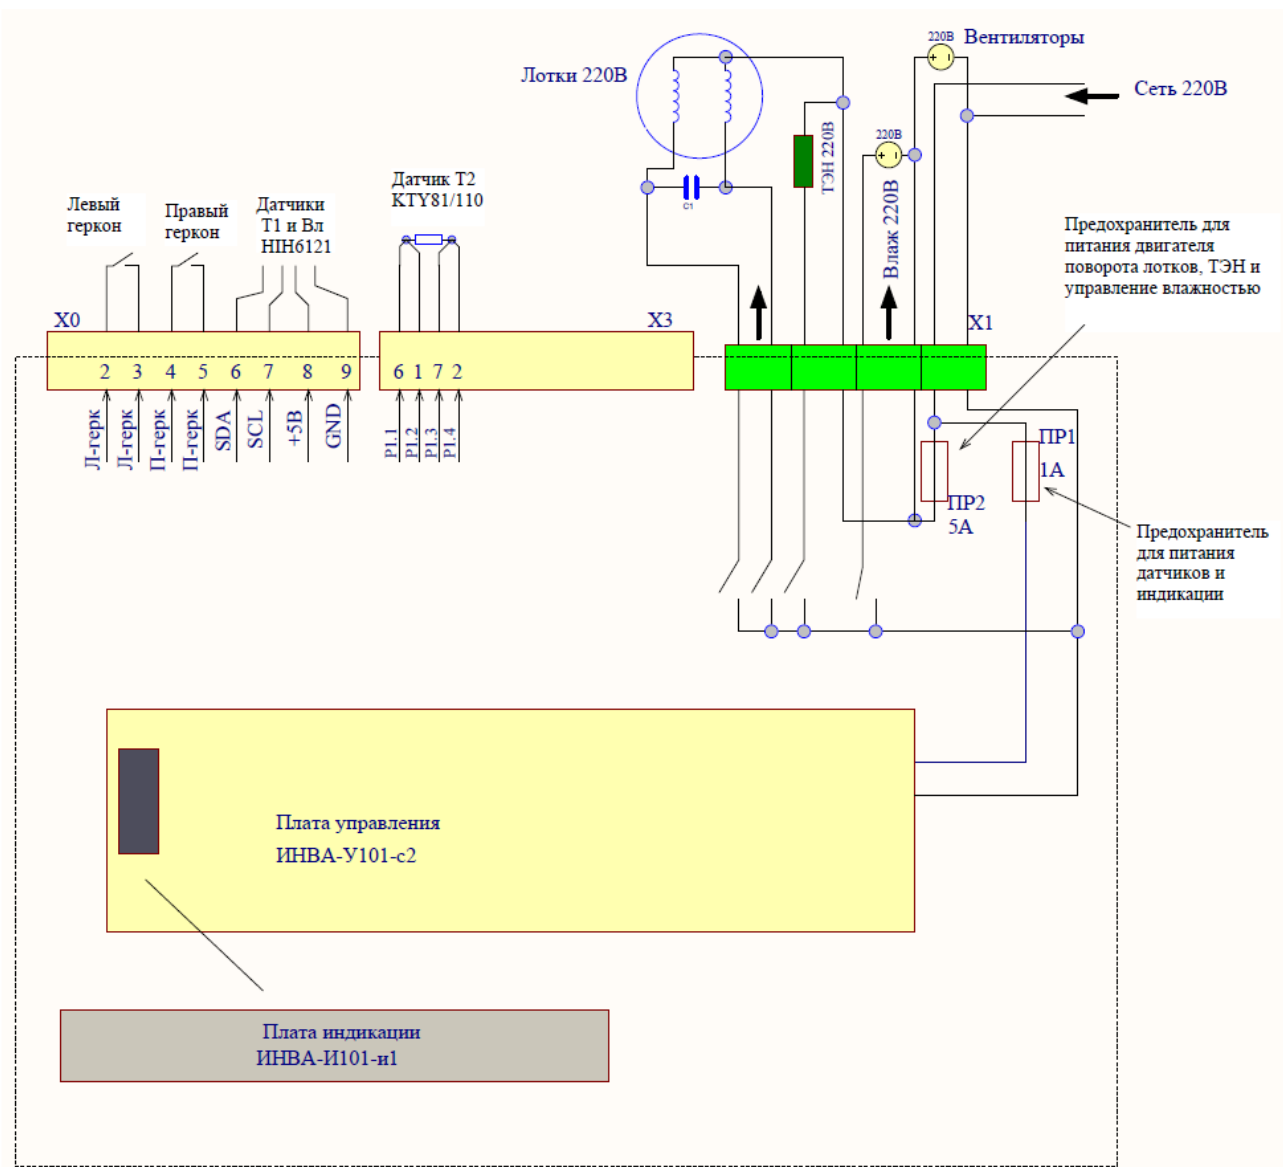 220В
Вентиляторы
Лотки 220В
Сеть 220В
220В
ТЭН 220В
Влаж 220В
C1
Датчик Т2
KTY81/110
Левый
геркон
Правый
геркон
Датчики
Т1 и Вл
HIH6121
Предохранитель для
питания двигателя
поворота лотков, ТЭН и
управление влажностью
X0
X3
X1
2 3 4 5 6 7 8 9
6 1 7 2
Л-герк
Л-герк
П-герк
П-герк
SDA
SCL
+5В
GND
P1.1
P1.2
P1.3
P1.4
ПР1
1А
ПР2
5А
Предохранитель
для питания
датчиков и
индикации
Плата управления
ИНВА-У101-с2
Плата индикации
ИНВА-И101-и1